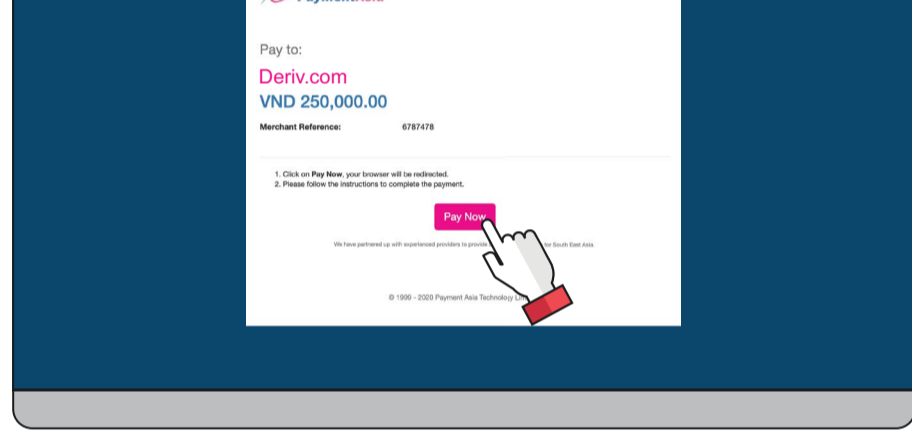 Pay to:
Deriv.com
VND 250,000.00
Merchant Reference: 6787478
1. Click on Pay Now, your browser will be redirected.
2. Please follow the instructions to complete the payment.
Pay Now
We have partnered up with experienced providers to provide for South East Asia.
© 1999 - 2020 Payment Asia Technology